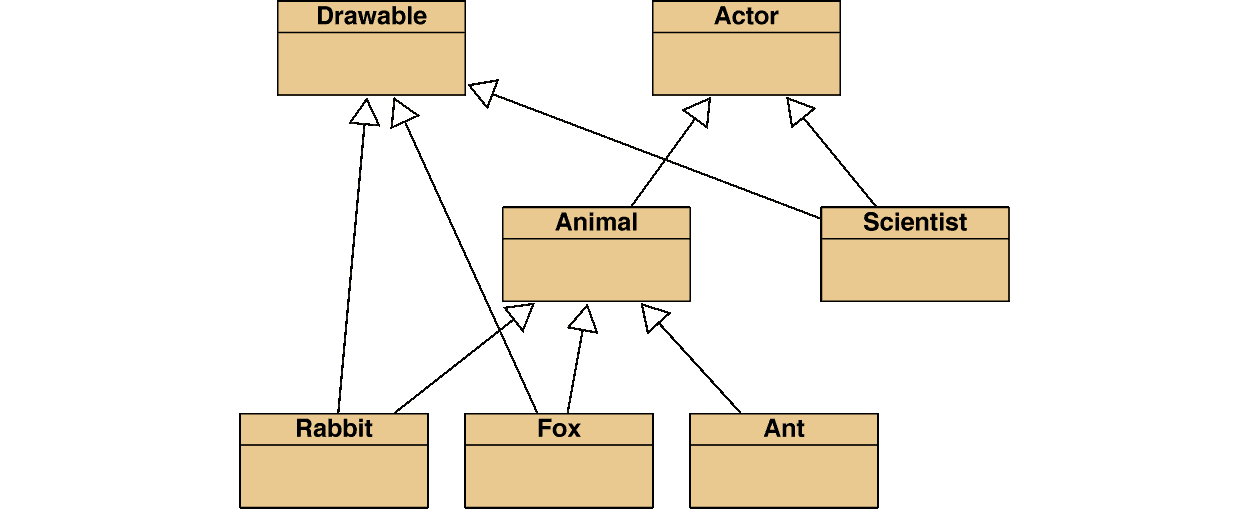 Drawable
Actor
Animal
Scientist
Rabbit
Fox
Ant